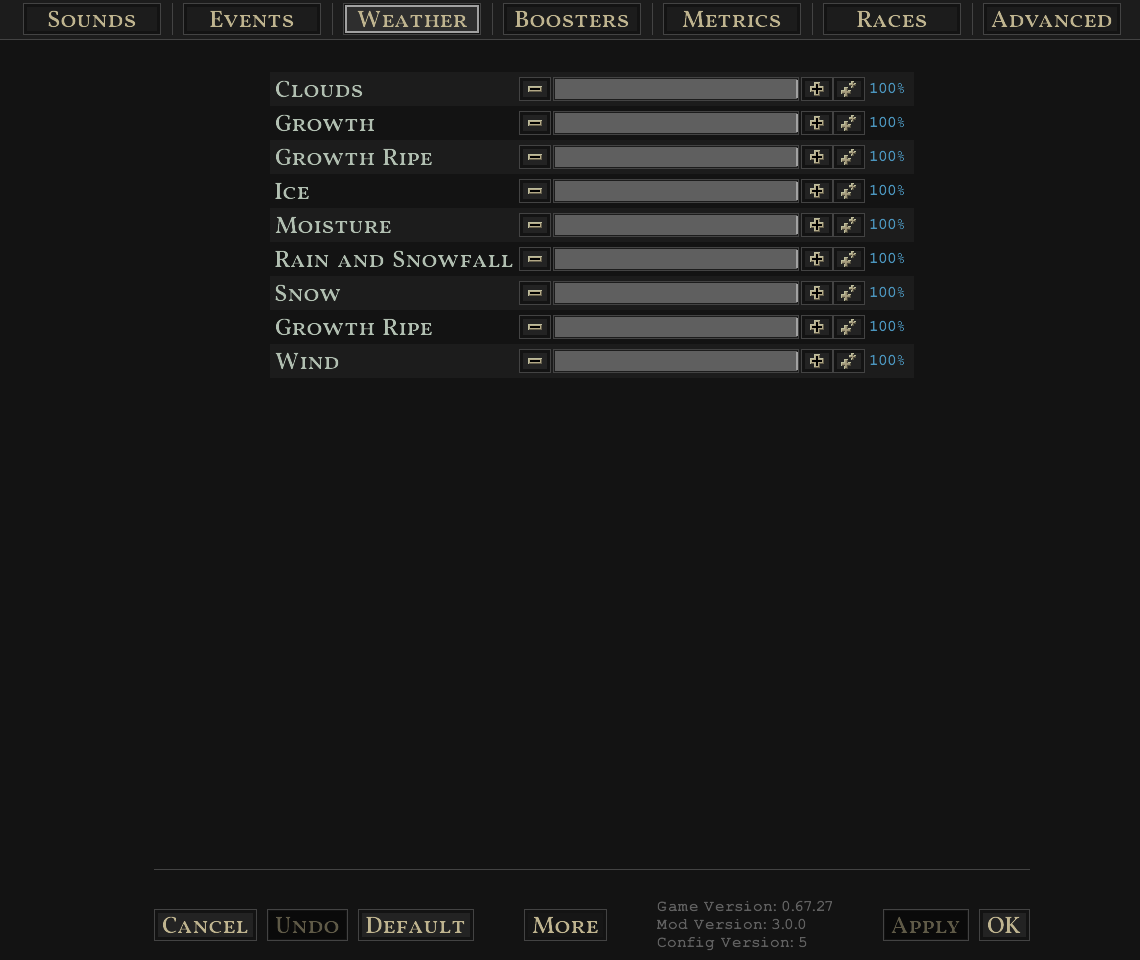 Sounds Events Weather Boosters Metrics Races Advanced
Clouds 100%
Growth 100%
Growth Ripe 100%
Ice 100%
Moisture 100%
Rain and Snowfall 100%
Snow 100%
Growth Ripe 100%
Wind 100%
Game Version: 0.67.27
Cancel Undo Default More Mod Version: 3.0.0 Apply OK
Config Version: 5